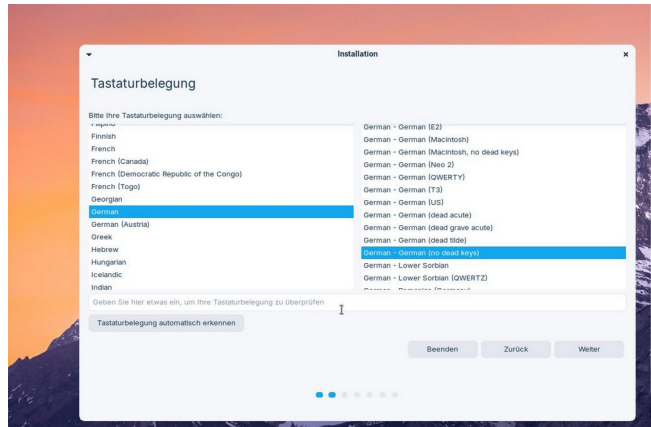 Installation
Tastaturbelegung
Bitte Ihre Tastaturbelegung auswählen:
Filipino
Finnish
French
French (Canada)
French (Democratic Republic of the Congo)
French (Togo)
Georgian
German
German (Austria)
Greek
Hebrew
Hungarian
Icelandic
Indian
German - German (E2)
German - German (Macintosh)
German - German (Macintosh, no dead keys)
German - German (Neo 2)
German - German (QWERTY)
German - German (T3)
German - German (US)
German - German (dead acute)
German - German (dead grave acute)
German - German (dead tilde)
German - German (no dead keys)
German - Lower Sorbian
German - Lower Sorbian (QWERTZ)
Geben Sie hier etwas ein, um Ihre Tastaturbelegung zu überprüfen
Tastaturbelegung automatisch erkennen
Beenden
Zurück
Weiter